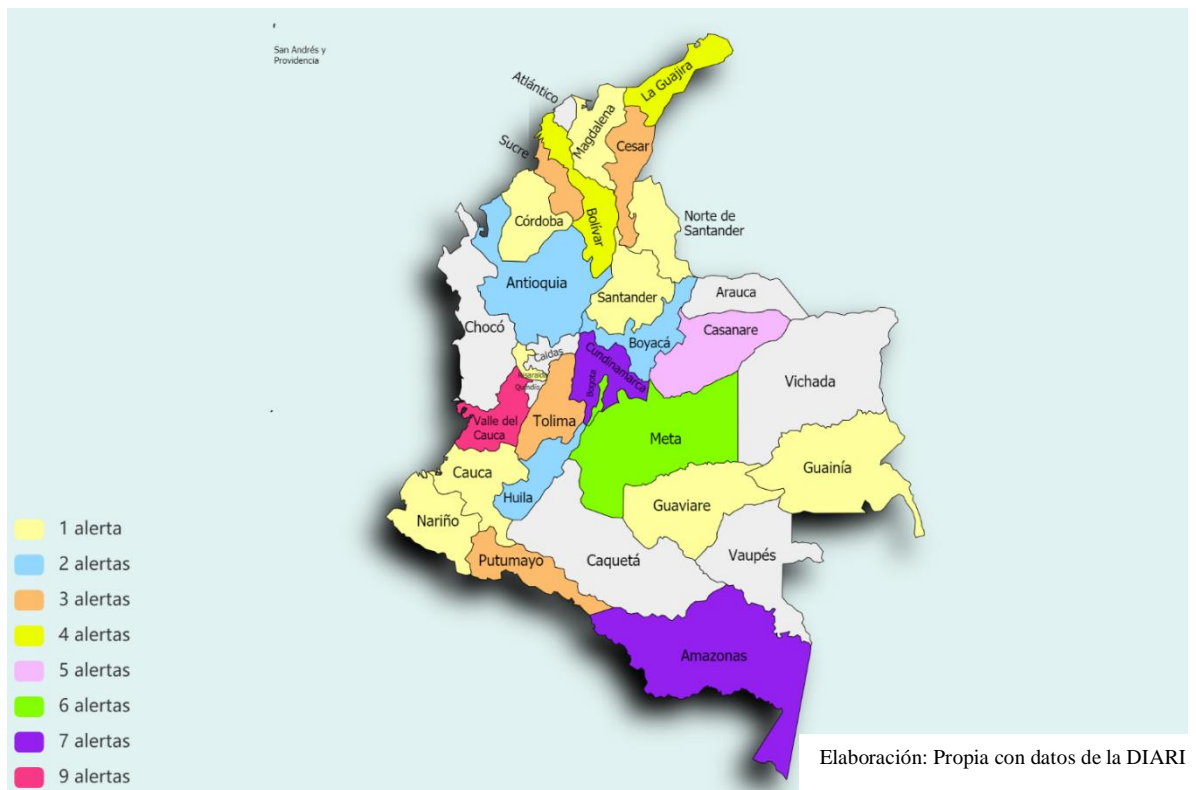 San Andrés y
Providencia
La Guajira
Atlántico
Magdalena
Cesar
Sucre
Córdoba
Bolívar
Norte de
Santander
Antioquia
Santander
Arauca
Chocó
Casanare
Boyacá
Caldas
Cundinamarca
Risaralda
Quindío
Bogotá
Vichada
Valle del
Cauca
Tolima
Meta
Cauca
Guainía
Huila
Guaviare
Nariño
Putumayo
Caquetá
Vaupés
Amazonas
1 alerta
2 alertas
3 alertas
4 alertas
5 alertas
6 alertas
7 alertas
9 alertas
Elaboración: Propia con datos de la DIARI